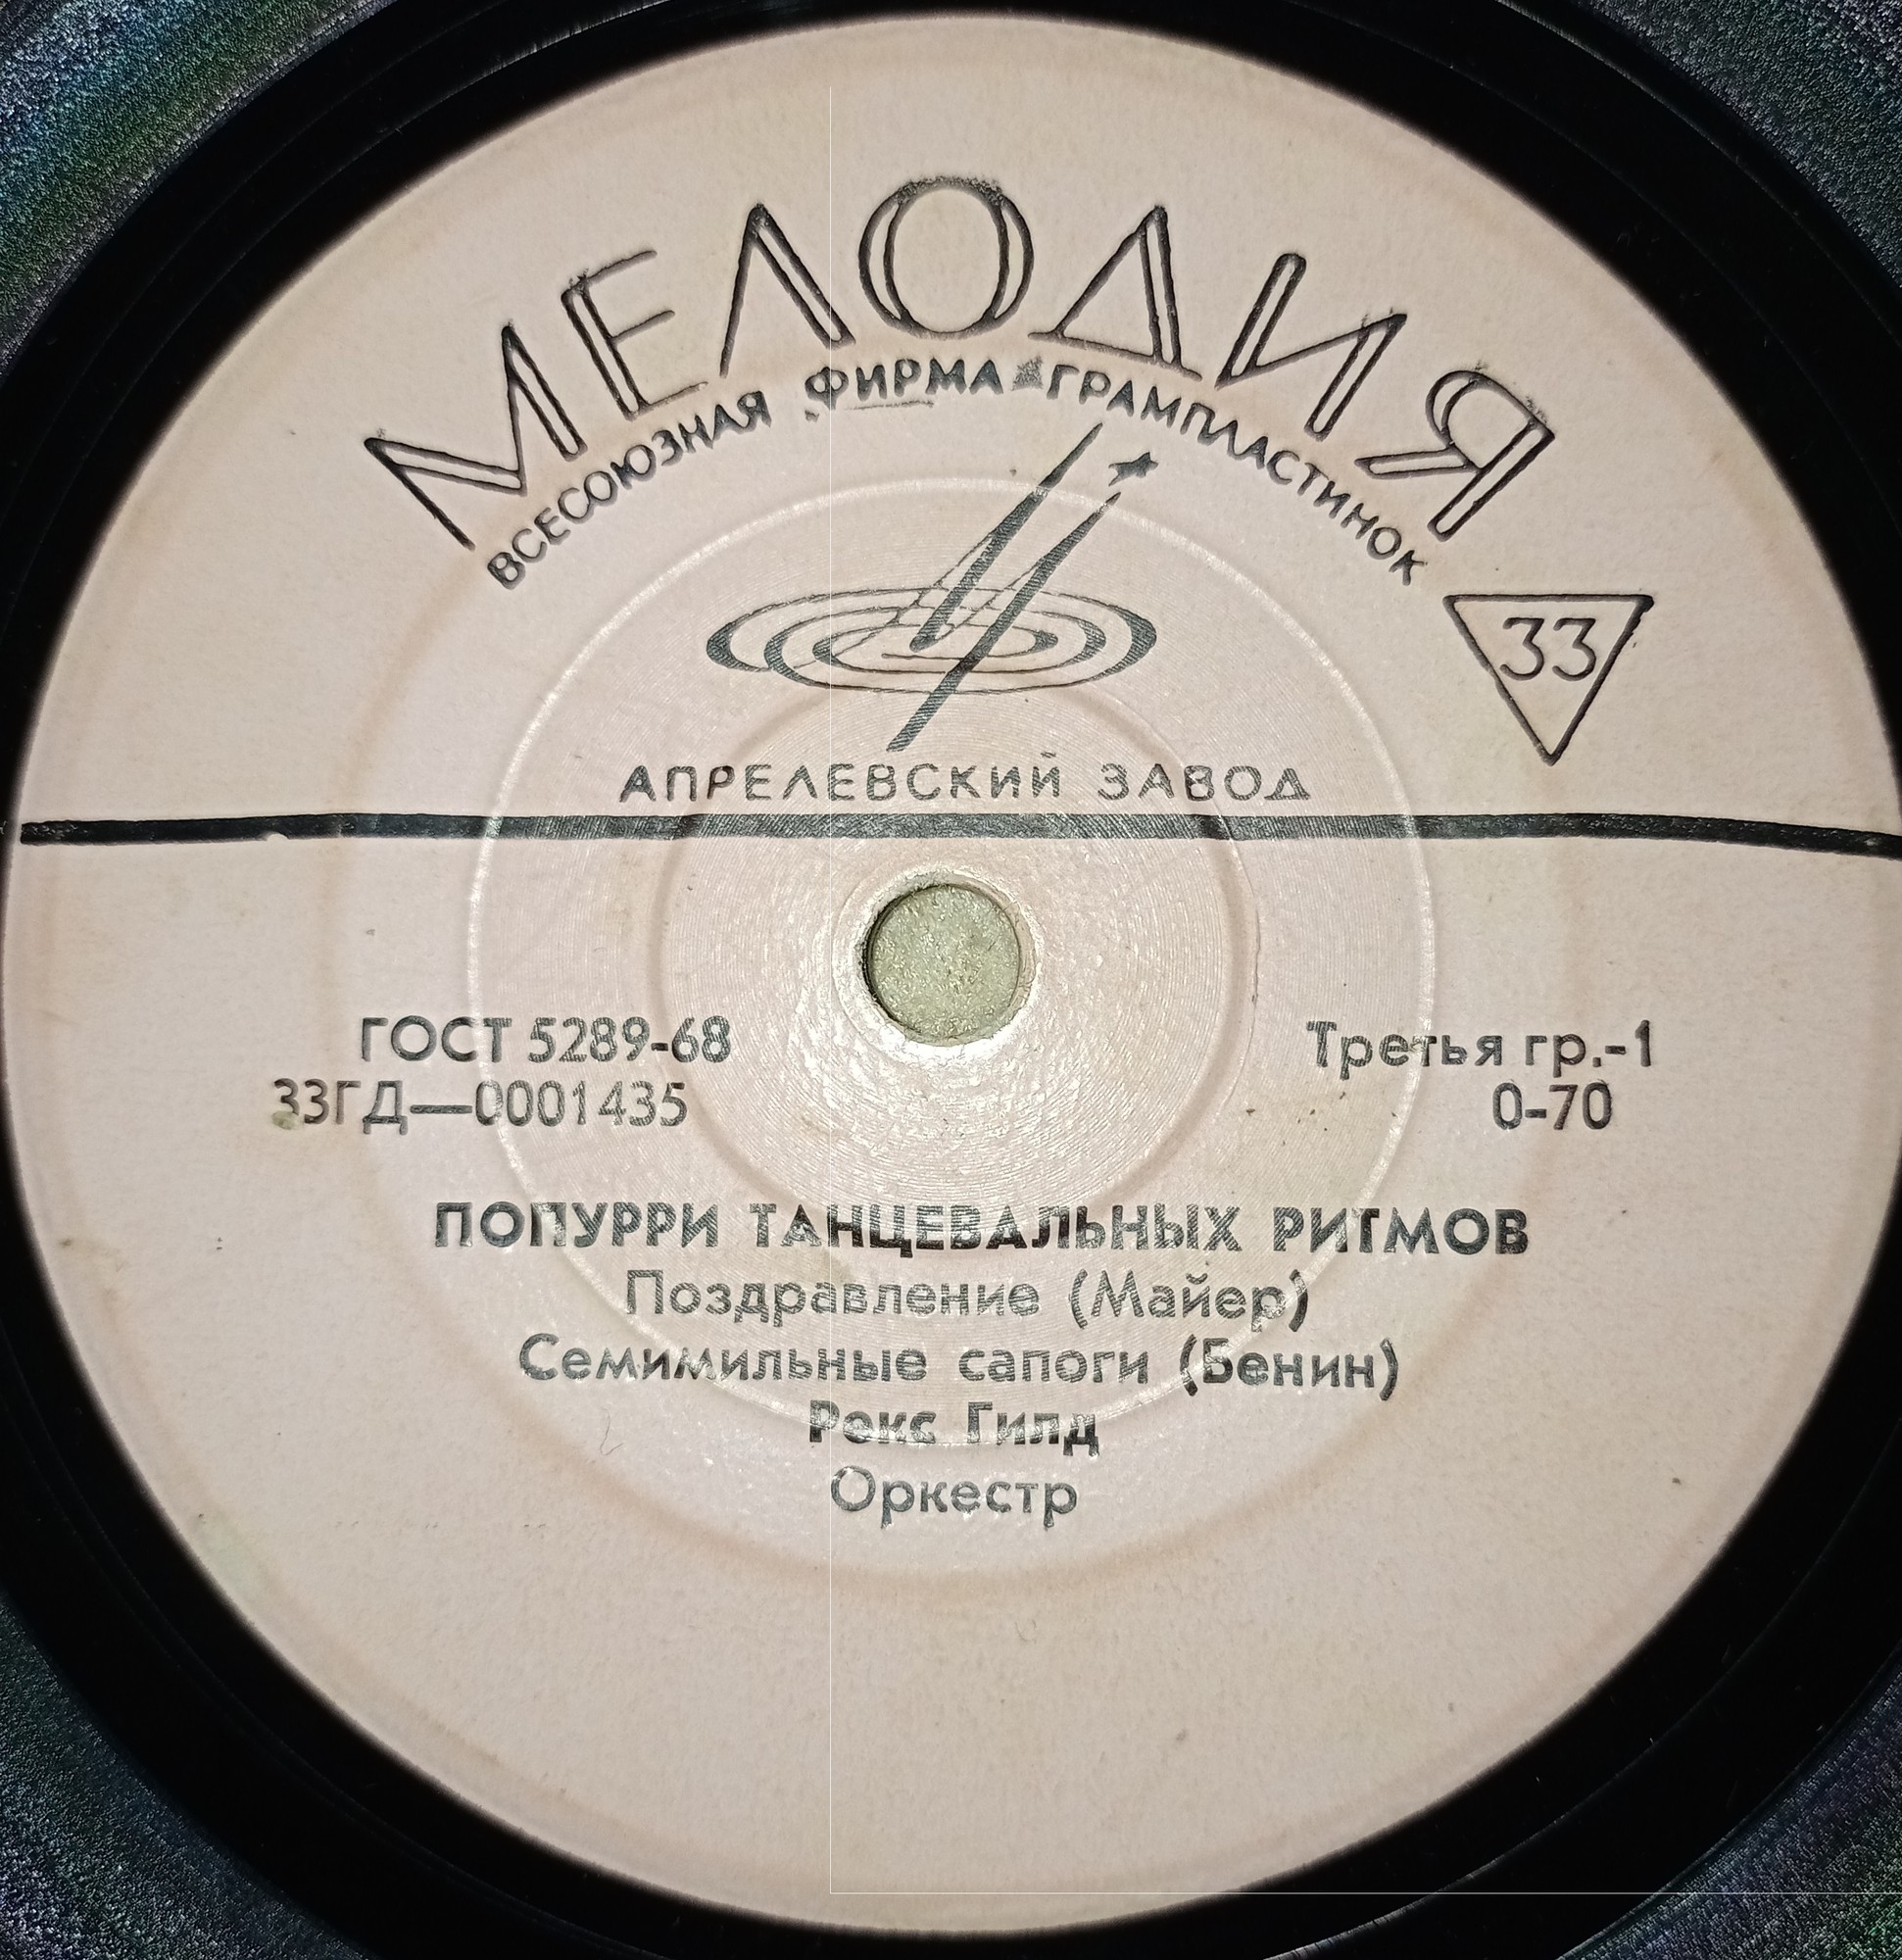 МЕЛОДИЯ
ВСЕСОЮЗНАЯ ФИРМА ГРАМПЛАСТИНОК
33
АПРЕЛЕВСКИЙ ЗАВОД
ГОСТ 5289-68
Третья гр.-1
33ГД—0001435
0-70
ПОПУРРИ ТАНЦЕВАЛЬНЫХ РИТМОВ
Поздравление (Майер)
Семимильные сапоги (Бенин)
Рекс Гилд
Оркестр